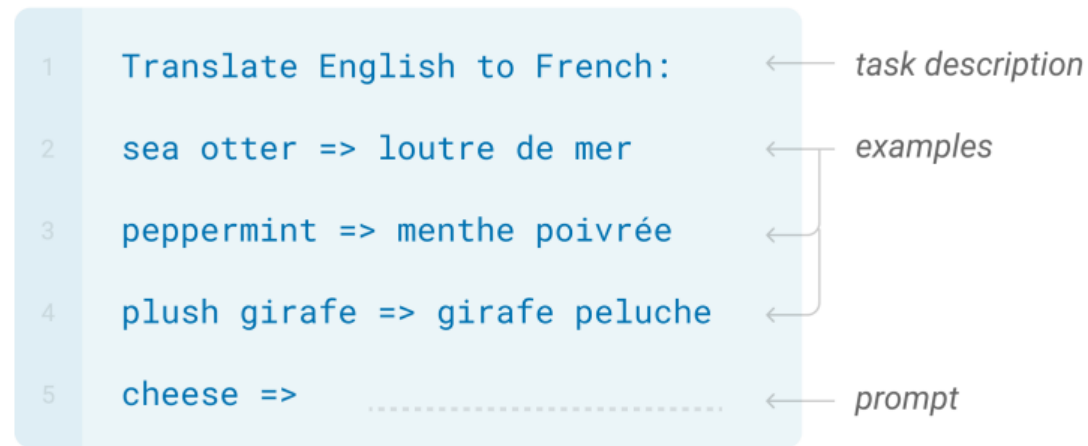 1 Translate English to French: task description
2 sea otter => loutre de mer examples
3 peppermint => menthe poivrée
4 plush girafe => girafe peluche
5 cheese => prompt